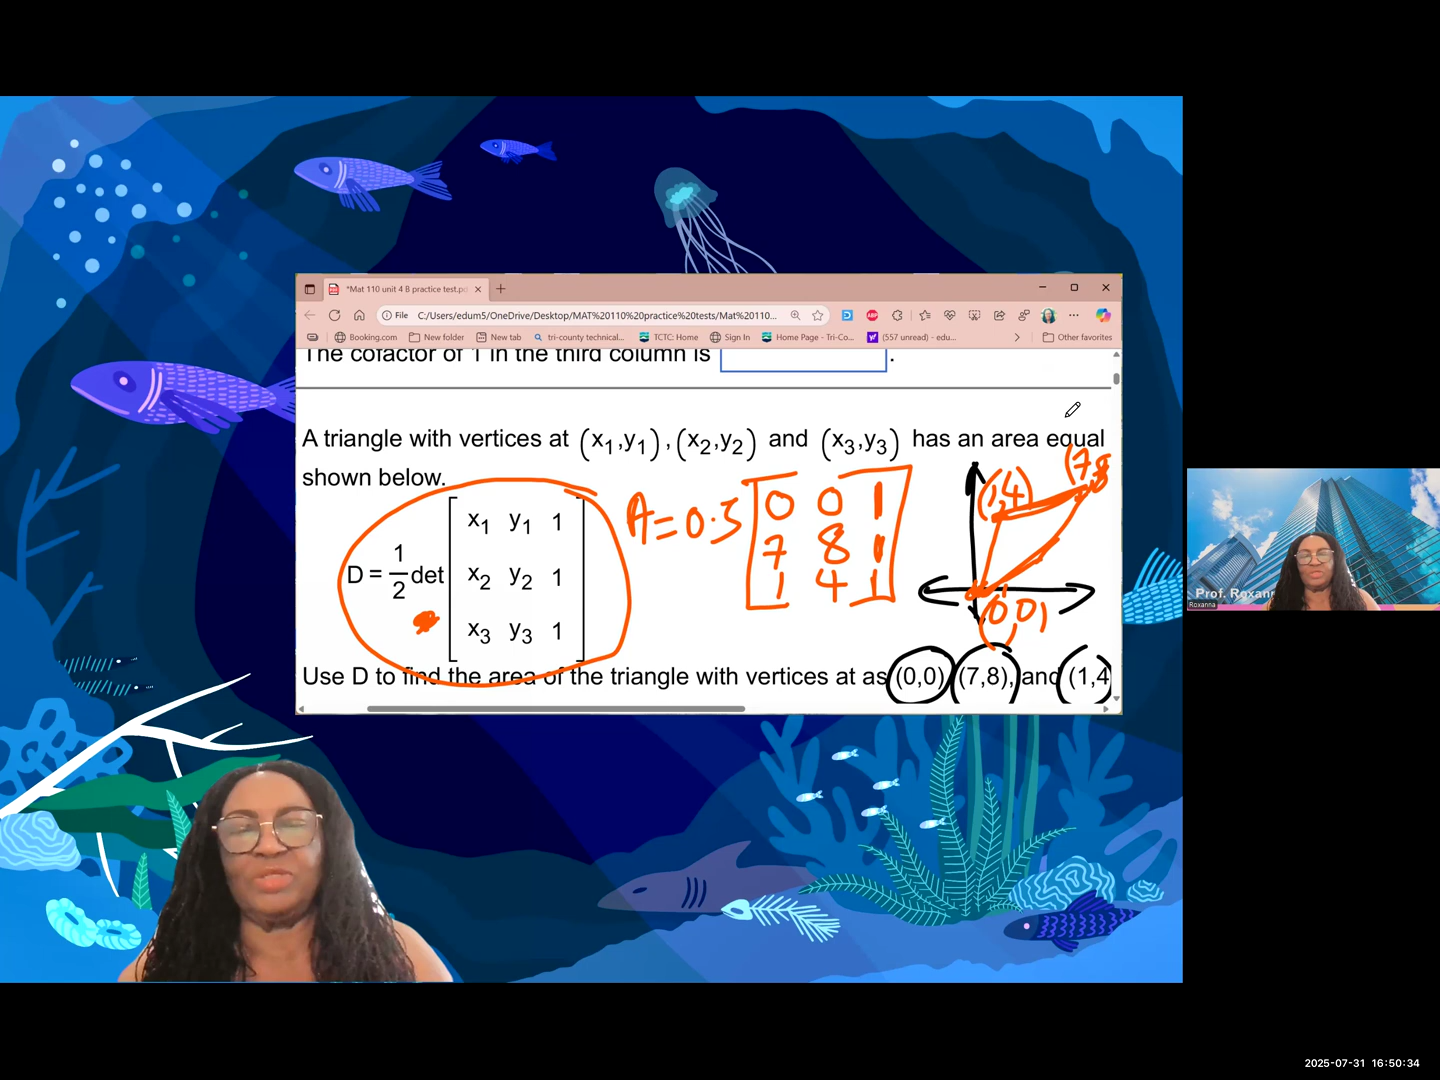 *Mat 110 unit 4 B practice test.pd
File C:/Users/edum5/OneDrive/Desktop/MAT%20110%20practice%20tests/Mat%20110...
Booking.com New folder New tab tri-county technical... TCTC: Home Sign In Home Page - Tri-Co... (557 unread) - edu... Other favorites
The cofactor of 1 in the third column is .
A triangle with vertices at (x1,y1), (x2,y2) and (x3,y3) has an area equal
shown below.
D = 1/2 det
x1 y1 1
x2 y2 1
x3 y3 1
A = 0.5
0 0 1
7 8 1
1 4 1
(1,4)
(7,8
(0,0)
Use D to find the area of the triangle with vertices at as (0,0), (7,8), and (1,4
Prof. Roxann
Roxanna
2025-07-31 16:50:34